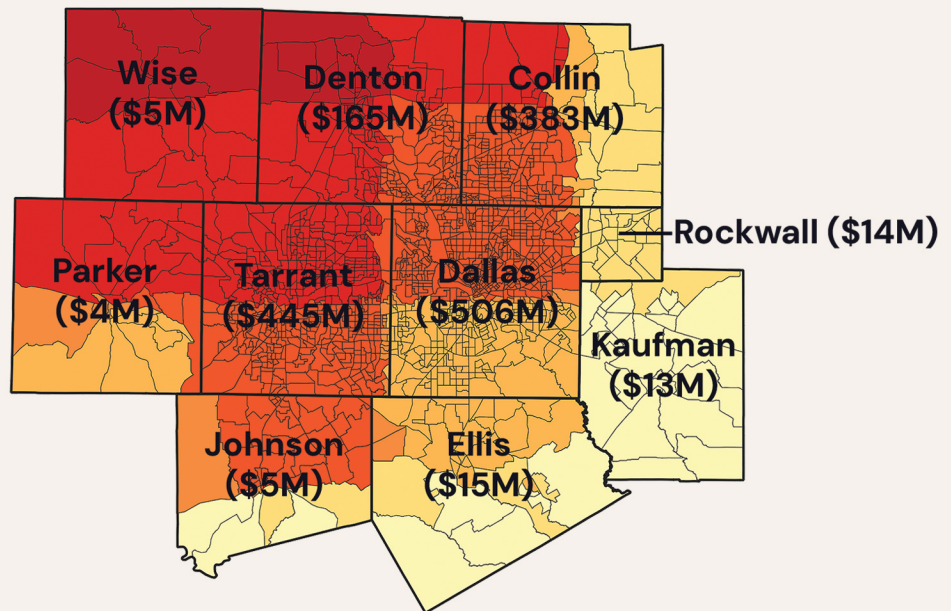 Wise
($5M)
Denton
($165M)
Collin
($383M)
Rockwall ($14M)
Parker
($4M)
Tarrant
($445M)
Dallas
($506M)
Kaufman
($13M)
Johnson
($5M)
Ellis
($15M)